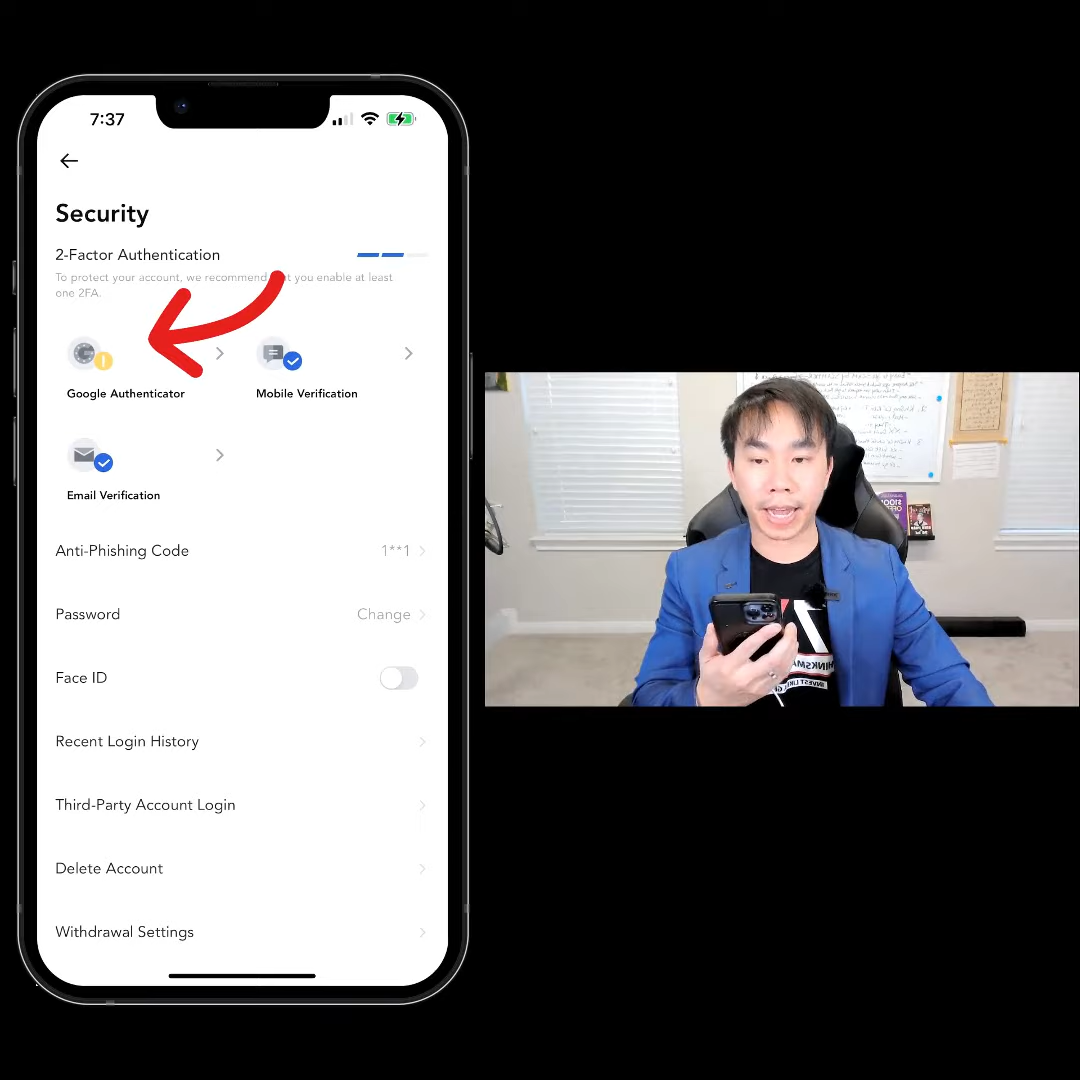 7:37
Security
2-Factor Authentication
To protect your account, we recommend you enable at least
one 2FA.
Google Authenticator
Mobile Verification
Email Verification
Anti-Phishing Code
1**1
Password
Change
Face ID
Recent Login History
Third-Party Account Login
Delete Account
Withdrawal Settings